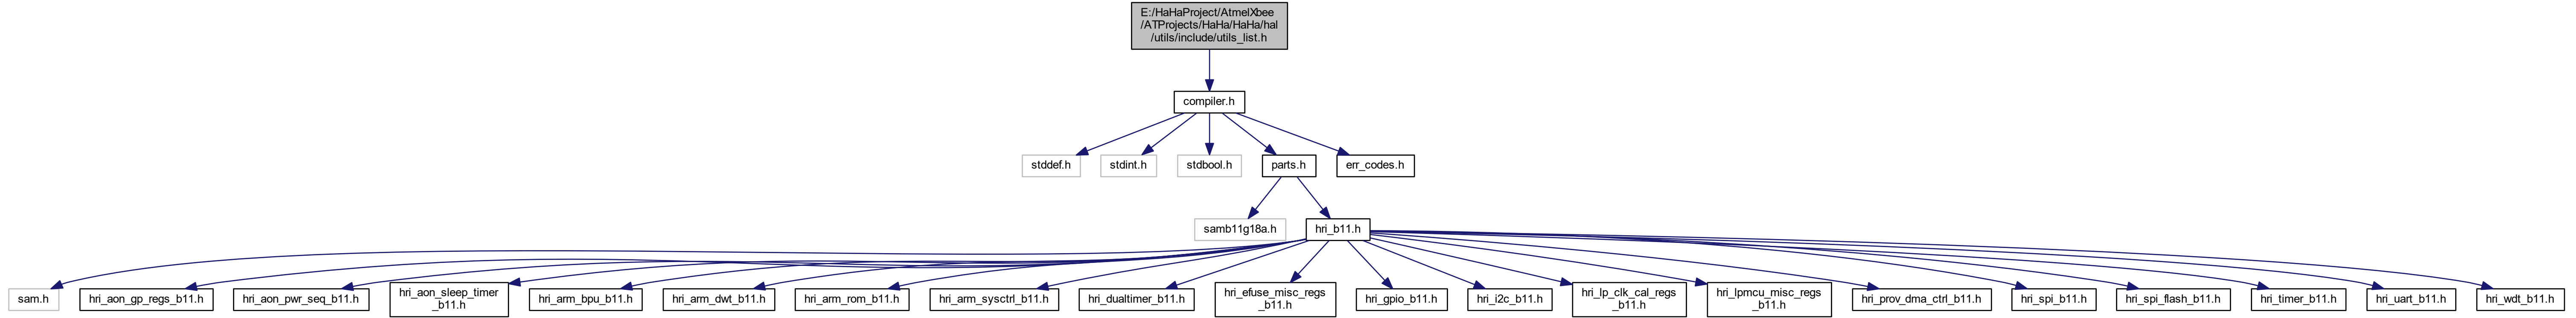 E:/HaHaProject/AtmelXbee
/ATProjects/HaHa/HaHa/hal
/utils/include/utils_list.h
compiler.h
stddef.h
stdint.h
stdbool.h
parts.h
err_codes.h
samb11g18a.h
hri_b11.h
sam.h
hri_aon_gp_regs_b11.h
hri_aon_pwr_seq_b11.h
hri_aon_sleep_timer
_b11.h
hri_arm_bpu_b11.h
hri_arm_dwt_b11.h
hri_arm_rom_b11.h
hri_arm_sysctrl_b11.h
hri_dualtimer_b11.h
hri_efuse_misc_regs
_b11.h
hri_gpio_b11.h
hri_i2c_b11.h
hri_lp_clk_cal_regs
_b11.h
hri_lpmcu_misc_regs
_b11.h
hri_prov_dma_ctrl_b11.h
hri_spi_b11.h
hri_spi_flash_b11.h
hri_timer_b11.h
hri_uart_b11.h
hri_wdt_b11.h